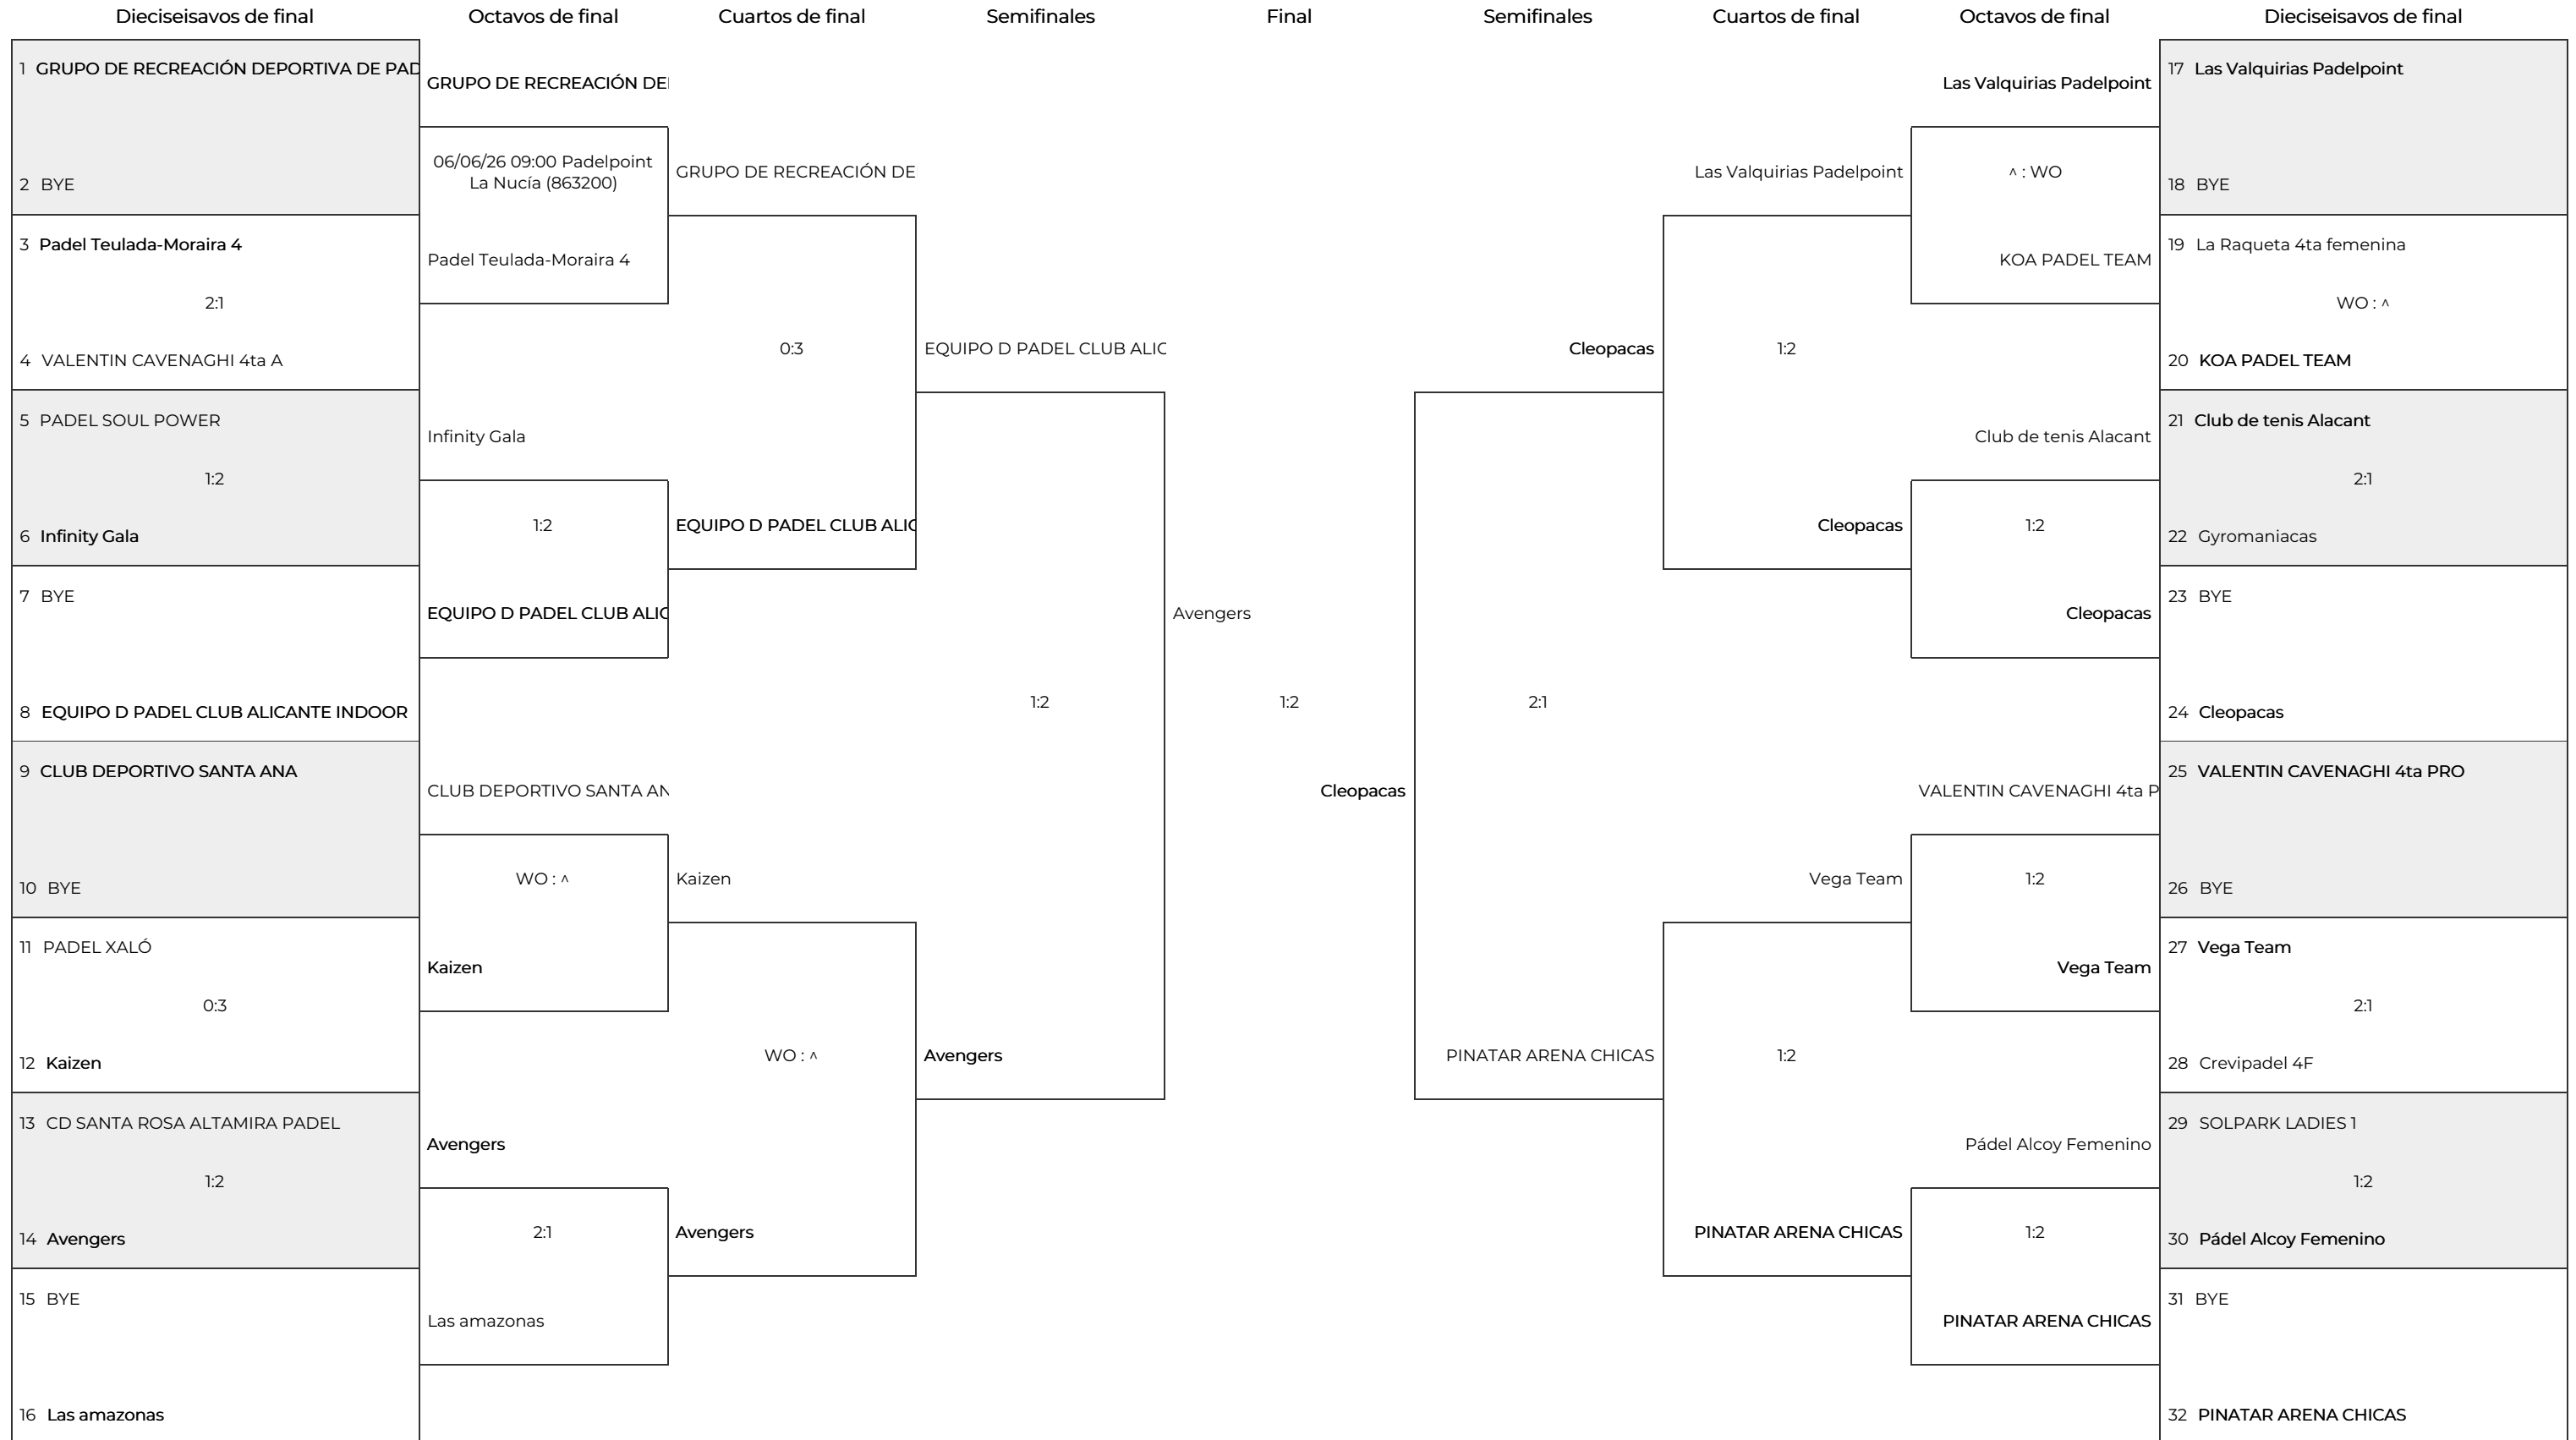 Dieciseisavos de final
Octavos de final
Cuartos de final
Semifinales
Final
Semifinales
Cuartos de final
Octavos de final
Dieciseisavos de final
1 GRUPO DE RECREACIÓN DEPORTIVA DE PAD
2 BYE
3 Padel Teulada-Moraira 4
2:1
4 VALENTIN CAVENAGHI 4ta A
5 PADEL SOUL POWER
1:2
6 Infinity Gala
7 BYE
8 EQUIPO D PADEL CLUB ALICANTE INDOOR
9 CLUB DEPORTIVO SANTA ANA
10 BYE
11 PADEL XALÓ
0:3
12 Kaizen
13 CD SANTA ROSA ALTAMIRA PADEL
1:2
14 Avengers
15 BYE
16 Las amazonas
GRUPO DE RECREACIÓN DE
06/06/26 09:00 Padelpoint
La Nucía (863200)
Padel Teulada-Moraira 4
Infinity Gala
1:2
EQUIPO D PADEL CLUB ALIC
CLUB DEPORTIVO SANTA AN
WO : ^
Kaizen
Avengers
2:1
Las amazonas
GRUPO DE RECREACIÓN DE
0:3
EQUIPO D PADEL CLUB ALIC
Kaizen
WO : ^
Avengers
EQUIPO D PADEL CLUB ALIC
1:2
Avengers
Avengers
1:2
Cleopacas
Cleopacas
2:1
PINATAR ARENA CHICAS
Las Valquirias Padelpoint
1:2
Cleopacas
Vega Team
1:2
PINATAR ARENA CHICAS
Las Valquirias Padelpoint
^ : WO
KOA PADEL TEAM
Club de tenis Alacant
1:2
Cleopacas
VALENTIN CAVENAGHI 4ta P
1:2
Vega Team
Pádel Alcoy Femenino
1:2
PINATAR ARENA CHICAS
17 Las Valquirias Padelpoint
18 BYE
19 La Raqueta 4ta femenina
WO : ^
20 KOA PADEL TEAM
21 Club de tenis Alacant
2:1
22 Gyromaniacas
23 BYE
24 Cleopacas
25 VALENTIN CAVENAGHI 4ta PRO
26 BYE
27 Vega Team
2:1
28 Crevipadel 4F
29 SOLPARK LADIES 1
1:2
30 Pádel Alcoy Femenino
31 BYE
32 PINATAR ARENA CHICAS